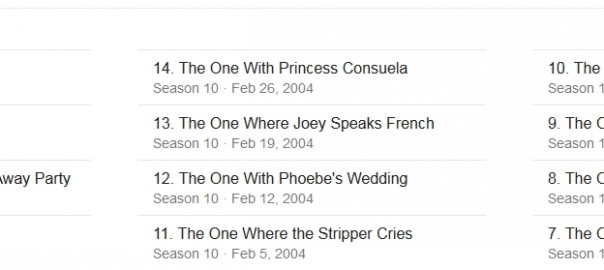 Away Party
14. The One With Princess Consuela
Season 10 · Feb 26, 2004
13. The One Where Joey Speaks French
Season 10 · Feb 19, 2004
12. The One With Phoebe's Wedding
Season 10 · Feb 12, 2004
11. The One Where the Stripper Cries
Season 10 · Feb 5, 2004
10. The
Season 1
9. The O
Season 1
8. The O
Season 1
7. The O
Season 1